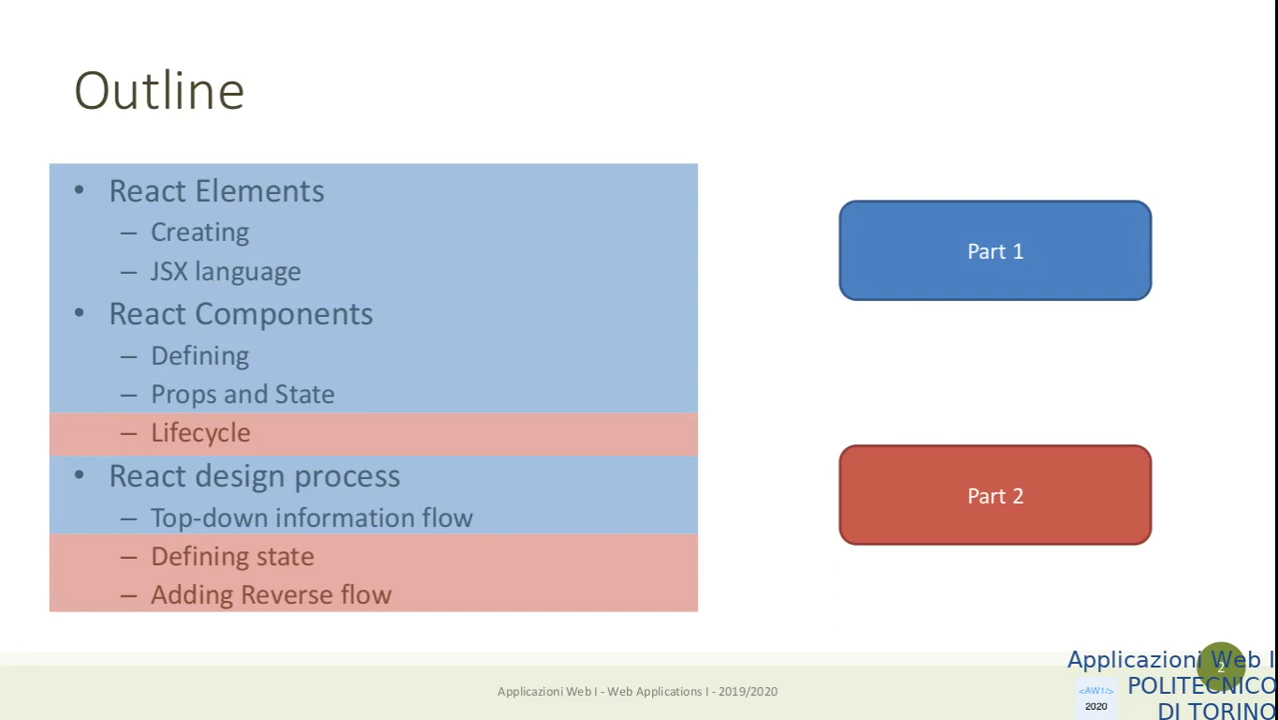 Outline
• React Elements
– Creating
– JSX language
• React Components
– Defining
– Props and State
– Lifecycle
• React design process
– Top-down information flow
– Defining state
– Adding Reverse flow
Part 1
Part 2
Applicazioni Web I - Web Applications I - 2019/2020
2
Applicazioni Web I
POLITECNICO
DI TORINO
<AW1/>
2020